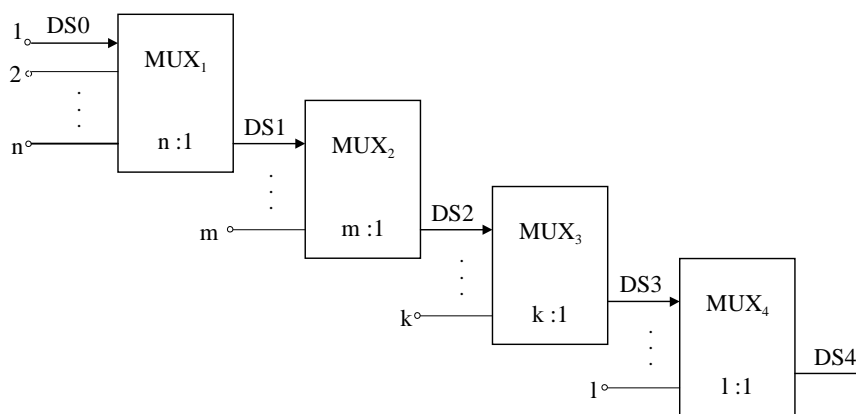 1
DS0
2
n
MUX₁
n :1
DS1
m
MUX₂
m :1
DS2
k
MUX₃
k :1
DS3
l
MUX₄
l :1
DS4